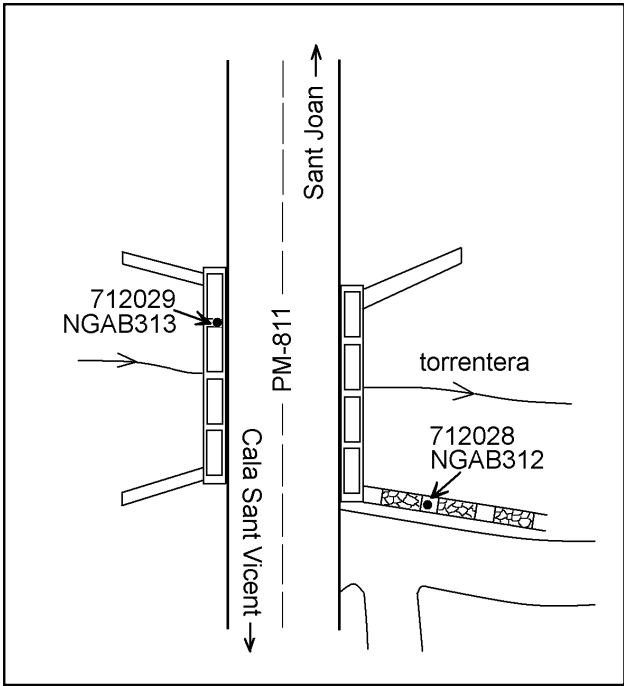 Sant Joan
712029
NGAB313
PM-811
torrentera
712028
NGAB312
Cala Sant Vicent